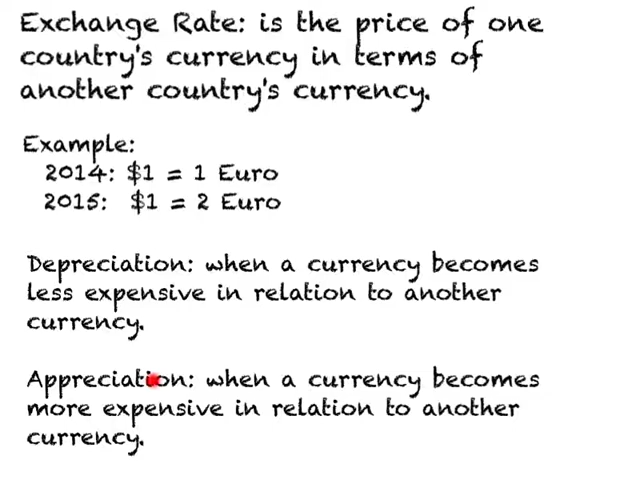 Exchange Rate: is the price of one
country's currency in terms of
another country's currency.
Example:
2014: $1 = 1 Euro
2015: $1 = 2 Euro
Depreciation: when a currency becomes
less expensive in relation to another
currency.
Appreciation: when a currency becomes
more expensive in relation to another
currency.